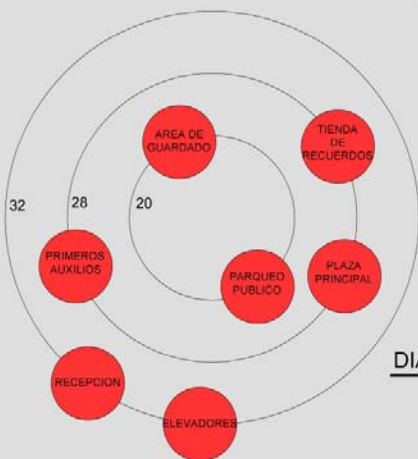 AREA DE
GUARDADO
TIENDA
DE
RECUERDOS
32
28
20
PRIMEROS
AUXILIOS
PARQUEO
PUBLICO
PLAZA
PRINCIPAL
RECEPCION
ELEVADORES